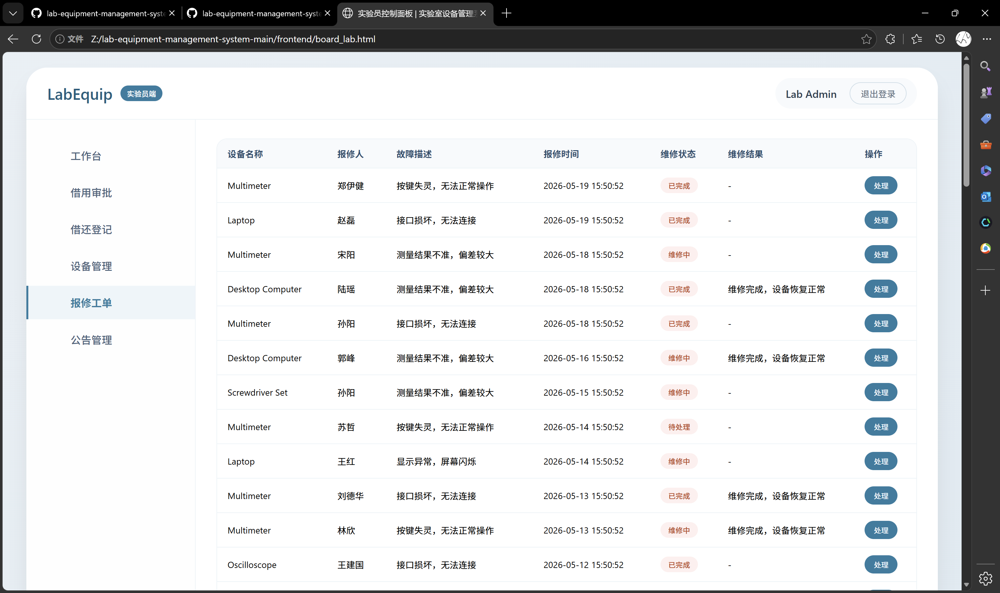 lab-equipment-management-syste
lab-equipment-management-syste
实验员控制面板 | 实验室设备管理
文件 Z:/lab-equipment-management-system-main/frontend/board_lab.html
LabEquip 实验员端
Lab Admin 退出登录
工作台
借用审批
借还登记
设备管理
报修工单
公告管理
设备名称 报修人 故障描述 报修时间 维修状态 维修结果 操作
Multimeter 郑伊健 按键失灵，无法正常操作 2026-05-19 15:50:52 已完成 - 处理
Laptop 赵磊 接口损坏，无法连接 2026-05-19 15:50:52 已完成 - 处理
Multimeter 宋阳 测量结果不准，偏差较大 2026-05-18 15:50:52 维修中 - 处理
Desktop Computer 陆瑶 测量结果不准，偏差较大 2026-05-18 15:50:52 已完成 维修完成，设备恢复正常 处理
Multimeter 孙阳 接口损坏，无法连接 2026-05-18 15:50:52 已完成 - 处理
Desktop Computer 郭峰 测量结果不准，偏差较大 2026-05-16 15:50:52 维修中 维修完成，设备恢复正常 处理
Screwdriver Set 孙阳 测量结果不准，偏差较大 2026-05-15 15:50:52 维修中 - 处理
Multimeter 苏哲 按键失灵，无法正常操作 2026-05-14 15:50:52 待处理 - 处理
Laptop 王红 显示异常，屏幕闪烁 2026-05-14 15:50:52 维修中 - 处理
Multimeter 刘德华 接口损坏，无法连接 2026-05-13 15:50:52 已完成 维修完成，设备恢复正常 处理
Multimeter 林欣 按键失灵，无法正常操作 2026-05-13 15:50:52 维修中 维修完成，设备恢复正常 处理
Oscilloscope 王建国 接口损坏，无法连接 2026-05-12 15:50:52 已完成 - 处理